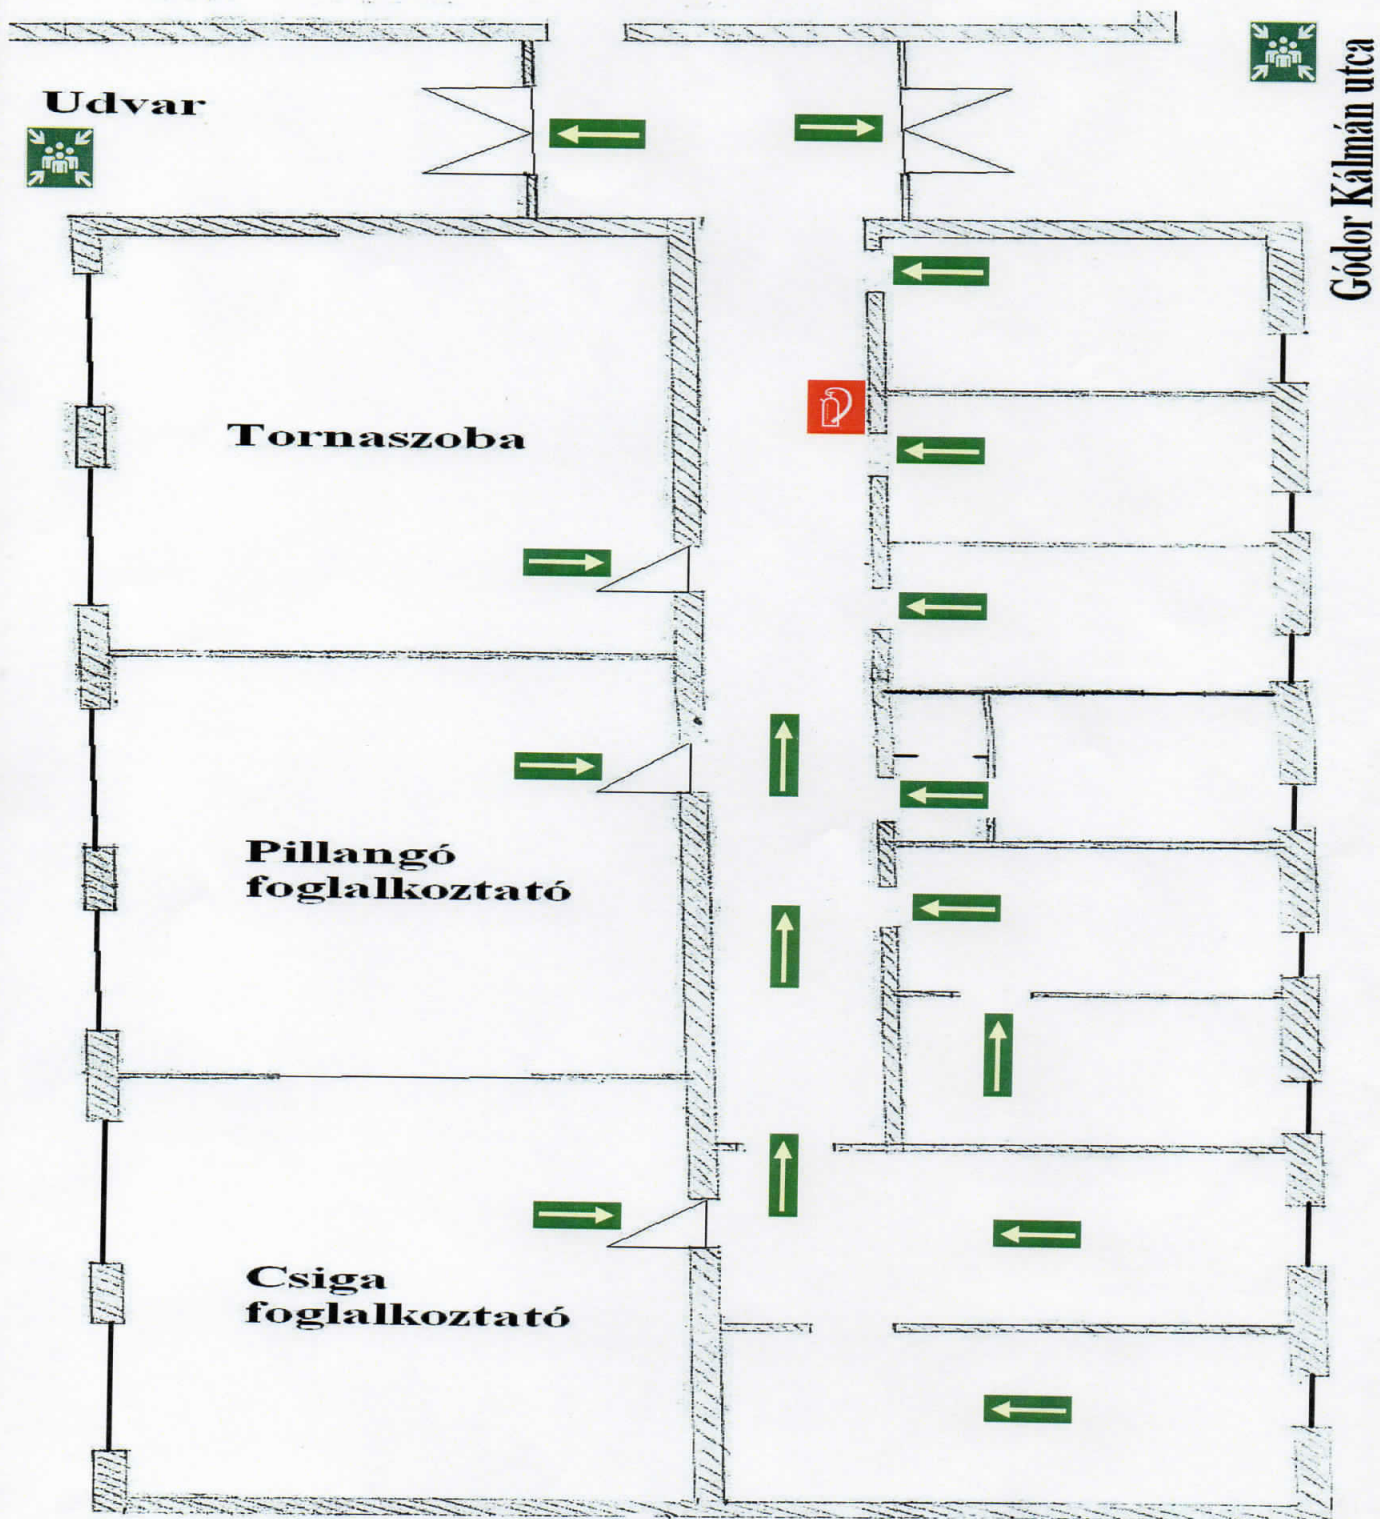 Udvar
Gódor Kálmán utca
Tornaszoba
Pillangó
foglalkoztató
Csiga
foglalkoztató